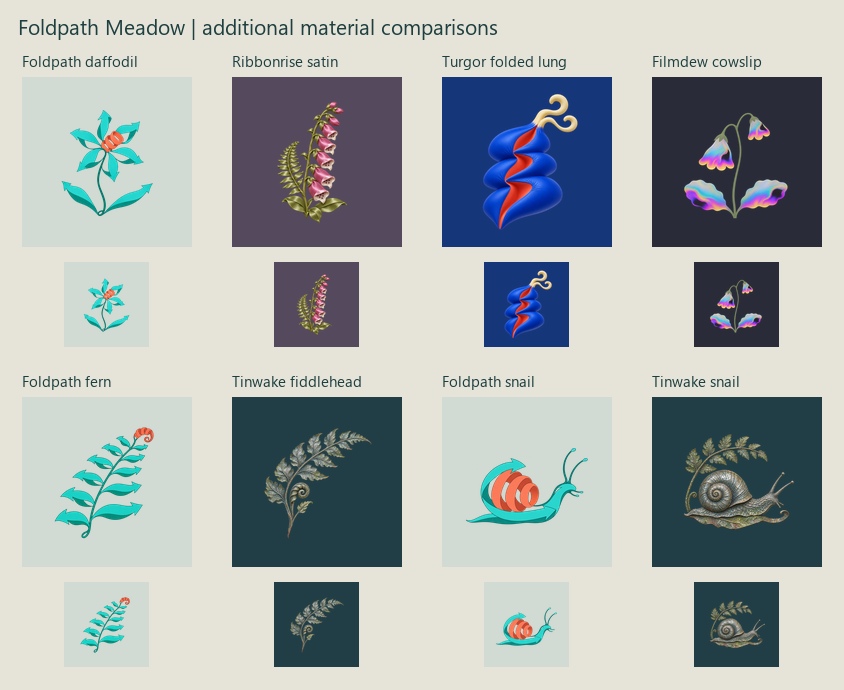 Foldpath Meadow | additional material comparisons
Foldpath daffodil
Ribbonrise satin
Turgor folded lung
Filmdew cowslip
Foldpath fern
Tinwake fiddlehead
Foldpath snail
Tinwake snail